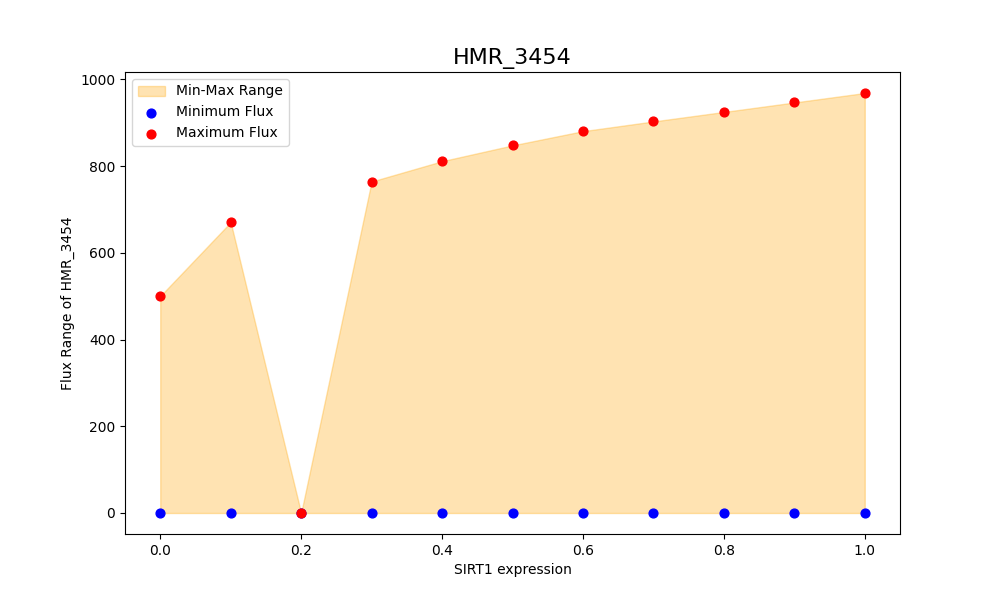 HMR_3454
Min-Max Range
Minimum Flux
Maximum Flux
1000
800
600
400
200
0
Flux Range of HMR_3454
0.0 0.2 0.4 0.6 0.8 1.0
SIRT1 expression